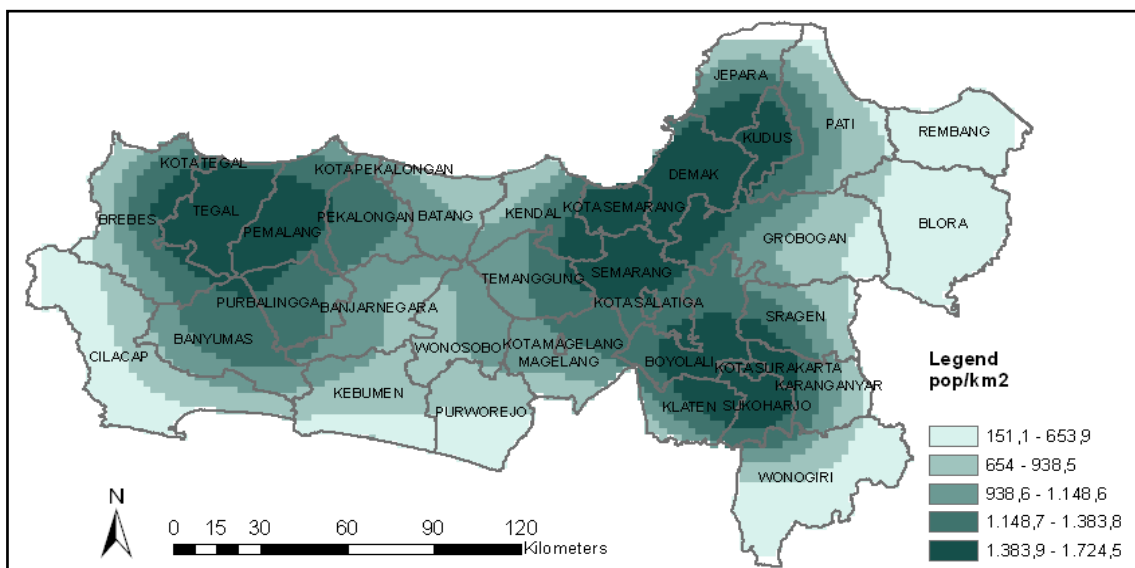 JEPARA
KUDUS
PATI
REMBANG
KOTATEGAL
KOTAPEKALONGAN
DEMAK
BREBES
TEGAL
PEMALANG
PEKALONGAN
BATANG
KENDAL
KOTASEMARANG
GROBOGAN
BLORA
SEMARANG
TEMANGGUNG
PURBALINGGA
BANJARNEGARA
KOTASALATIGA
SRAGEN
BANYUMAS
CILACAP
WONOSOBO
KOTAMAGELANG
MAGELANG
BOYOLALI
KOTASURAKARTA
KARANGANYAR
KEBUMEN
PURWOREJO
KLATEN
SUKOHARJO
WONOGIRI
Legend
pop/km2
151,1 - 653,9
654 - 938,5
938,6 - 1.148,6
1.148,7 - 1.383,8
1.383,9 - 1.724,5
N
0 15 30 60 90 120
Kilometers